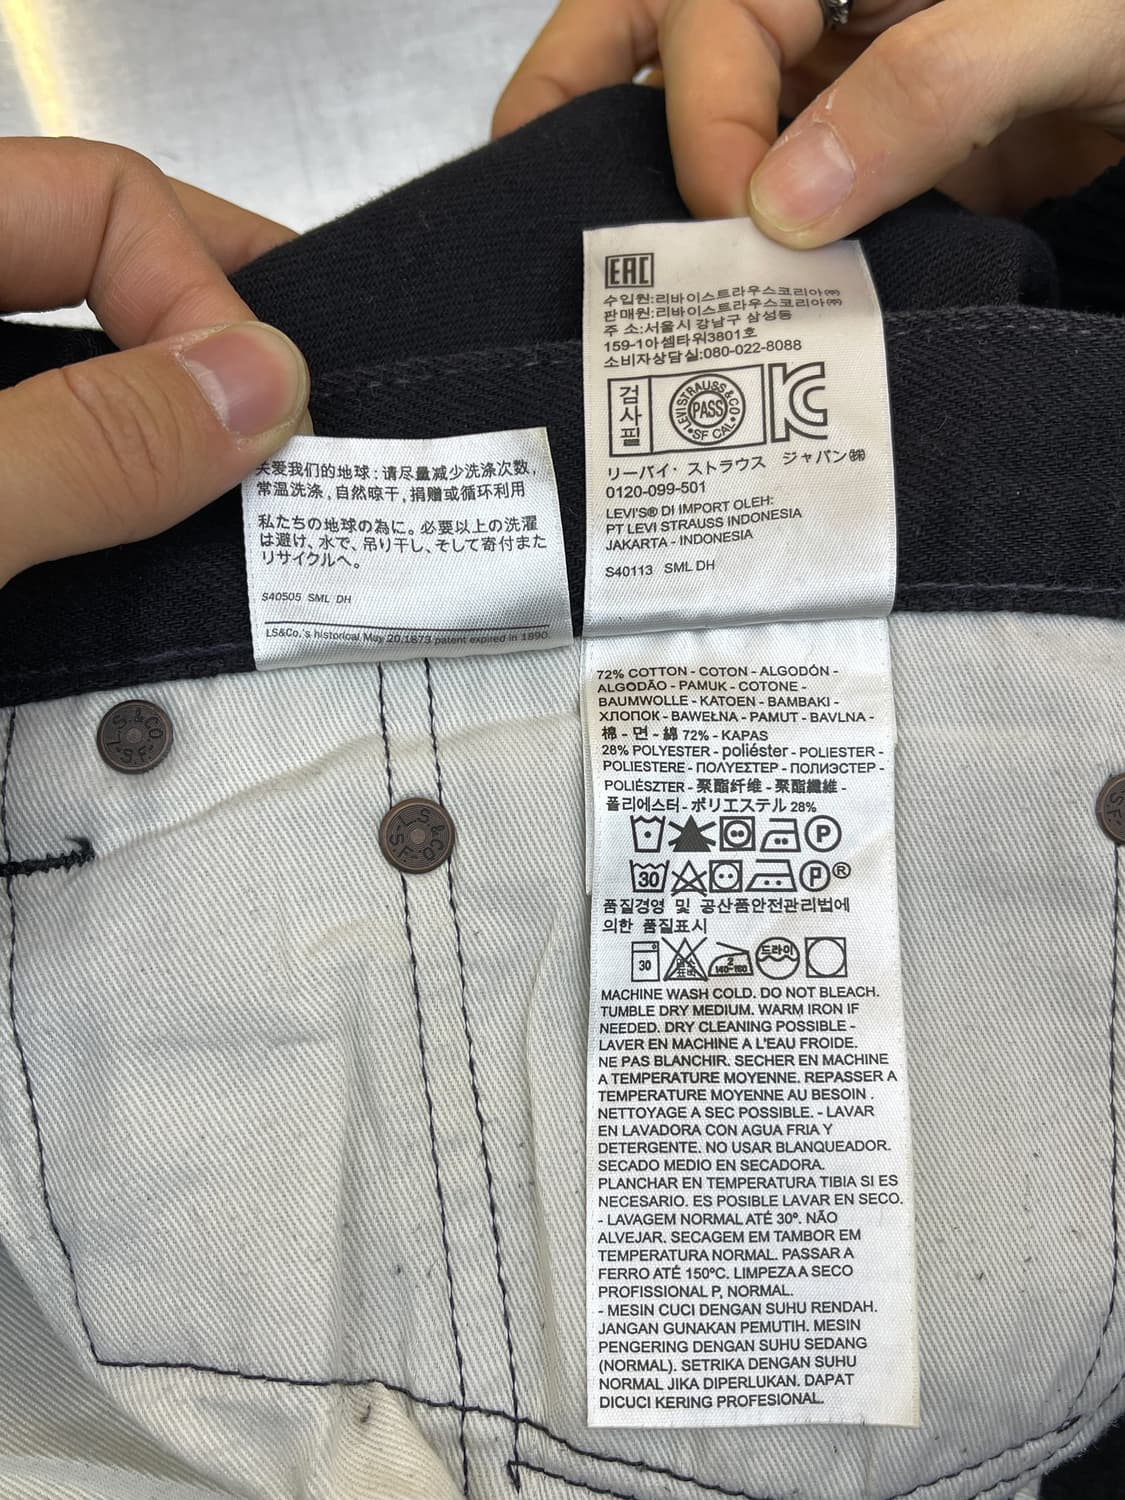 EAC
수입원:리바이스트라우스코리아㈜
판매원:리바이스트라우스코리아㈜
주 소:서울시 강남구 삼성동
159-1아셈타워3801호
소비자상담실:080-022-8088
검사필
LEVI STRAUSS & CO
PASS
SF CAL
リーバイ・ストラウス ジャパン㈱
0120-099-501
LEVI'S® DI IMPORT OLEH:
PT LEVI STRAUSS INDONESIA
JAKARTA - INDONESIA
S40113 SML DH
关爱我们的地球:请尽量减少洗涤次数,
常温洗涤,自然晾干,捐赠或循环利用
私たちの地球の為に。必要以上の洗濯
は避け、水で、吊り干し、そして寄付また
リサイクルへ。
S40505 SML DH
LS&Co.'s historical May 20,1873 patent expired in 1890.
L.S.&CO.
-S.F.-
L.S.&CO
-S.F.-
72% COTTON - COTON - ALGODÓN -
ALGODÃO - PAMUK - COTONE -
BAUMWOLLE - KATOEN - BAMBAKI -
ХЛОПОК - BAWEŁNA - PAMUT - BAVLNA -
棉 - 면 - 綿 72% - KAPAS
28% POLYESTER - poliéster - POLIESTER -
POLIESTERE - ΠΟΛΥΕΣΤΕΡ - ПОЛИЭСТЕР -
POLIÉSZTER - 聚酯纤维 - 聚酯纖維 -
폴리에스터 - ポリエステル 28%
P
30 P ®
품질경영 및 공산품안전관리법에
의한 품질표시
30 염소표백 2 140-160 드라이
MACHINE WASH COLD. DO NOT BLEACH.
TUMBLE DRY MEDIUM. WARM IRON IF
NEEDED. DRY CLEANING POSSIBLE -
LAVER EN MACHINE A L'EAU FROIDE.
NE PAS BLANCHIR. SECHER EN MACHINE
A TEMPERATURE MOYENNE. REPASSER A
TEMPERATURE MOYENNE AU BESOIN .
NETTOYAGE A SEC POSSIBLE. - LAVAR
EN LAVADORA CON AGUA FRIA Y
DETERGENTE. NO USAR BLANQUEADOR.
SECADO MEDIO EN SECADORA.
PLANCHAR EN TEMPERATURA TIBIA SI ES
NECESARIO. ES POSIBLE LAVAR EN SECO.
- LAVAGEM NORMAL ATÉ 30º. NÃO
ALVEJAR. SECAGEM EM TAMBOR EM
TEMPERATURA NORMAL. PASSAR A
FERRO ATÉ 150ºC. LIMPEZA A SECO
PROFISSIONAL P, NORMAL.
- MESIN CUCI DENGAN SUHU RENDAH.
JANGAN GUNAKAN PEMUTIH. MESIN
PENGERING DENGAN SUHU SEDANG
(NORMAL). SETRIKA DENGAN SUHU
NORMAL JIKA DIPERLUKAN. DAPAT
DICUCI KERING PROFESIONAL.